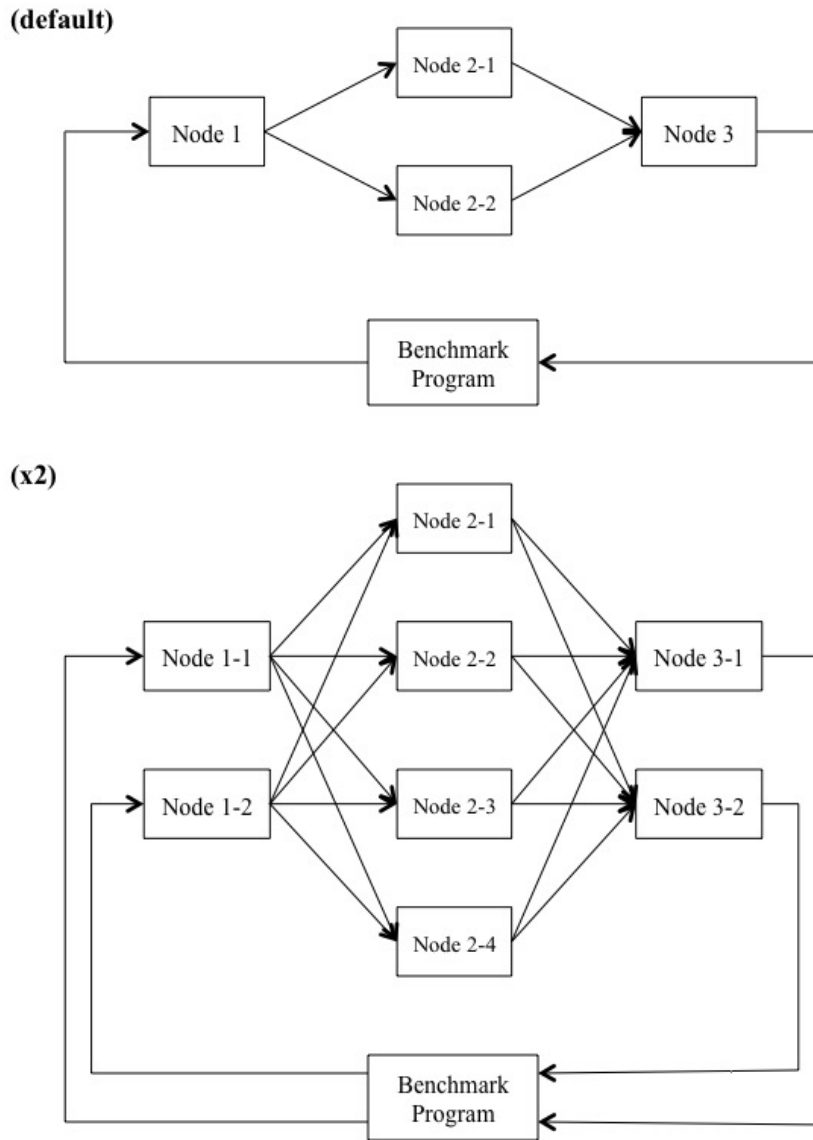 (default)
Node 2-1
Node 1
Node 3
Node 2-2
Benchmark
Program
(x2)
Node 2-1
Node 1-1
Node 2-2
Node 3-1
Node 1-2
Node 2-3
Node 3-2
Node 2-4
Benchmark
Program